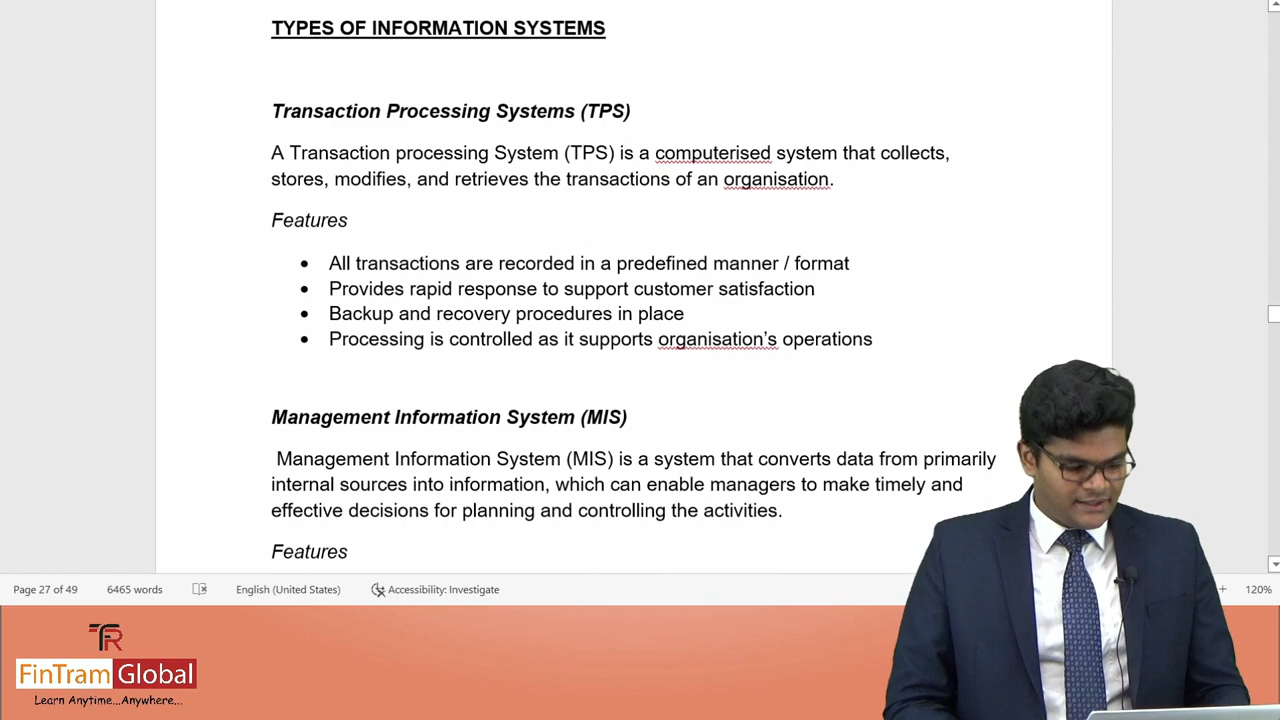 TYPES OF INFORMATION SYSTEMS
Transaction Processing Systems (TPS)
A Transaction processing System (TPS) is a computerised system that collects,
stores, modifies, and retrieves the transactions of an organisation.
Features
• All transactions are recorded in a predefined manner / format
• Provides rapid response to support customer satisfaction
• Backup and recovery procedures in place
• Processing is controlled as it supports organisation's operations
Management Information System (MIS)
Management Information System (MIS) is a system that converts data from primarily
internal sources into information, which can enable managers to make timely and
effective decisions for planning and controlling the activities.
Features
Page 27 of 49 6465 words English (United States) Accessibility: Investigate + 120%
FinTram Global
Learn Anytime...Anywhere...